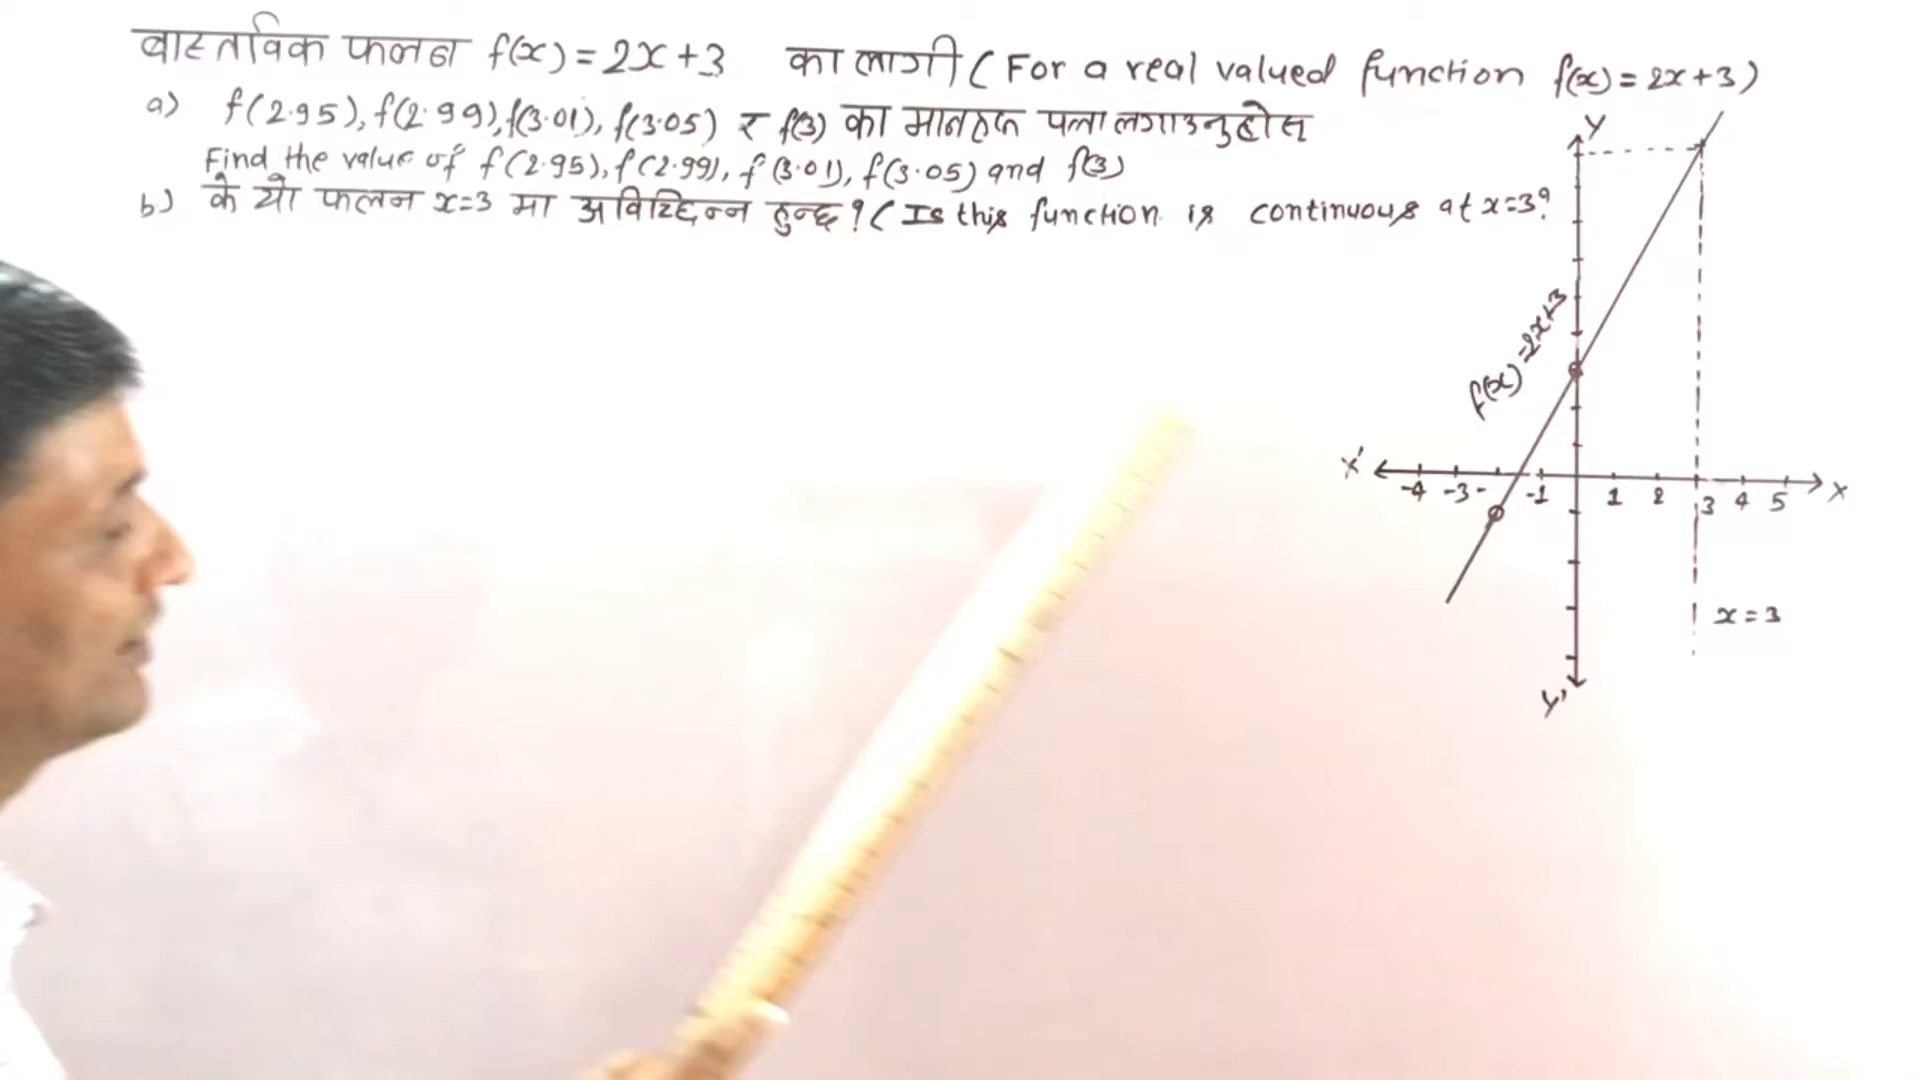 वास्तविक फलन f(x) = 2x+3 का लागी (For a real valued function f(x) = 2x+3)
a) f(2.95), f(2.99), f(3.01), f(3.05) र f(3) का मानहरू पत्ता लगाउनुहोस
Find the value of f(2.95), f(2.99), f(3.01), f(3.05) and f(3)
b) के यो फलन x=3 मा अविच्छिन्न हुन्छ? (Is this function is continuous at x=3?
Y
f(x) = 2x+3
X' -4 -3 - -1 1 2 3 4 5 X
x = 3
Y'